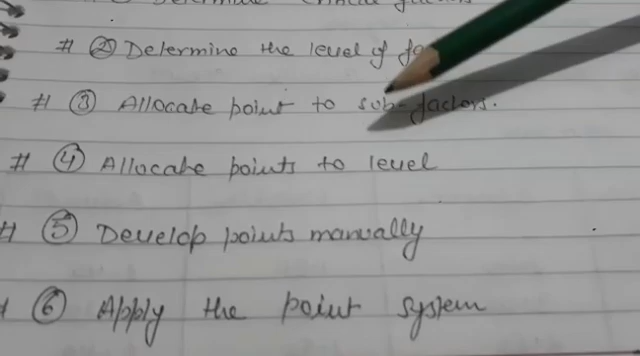 # ② Determine the level of
# ③ Allocate point to sub-factors.
# ④ Allocate points to level
# ⑤ Develop points manually
⑥ Apply the point system